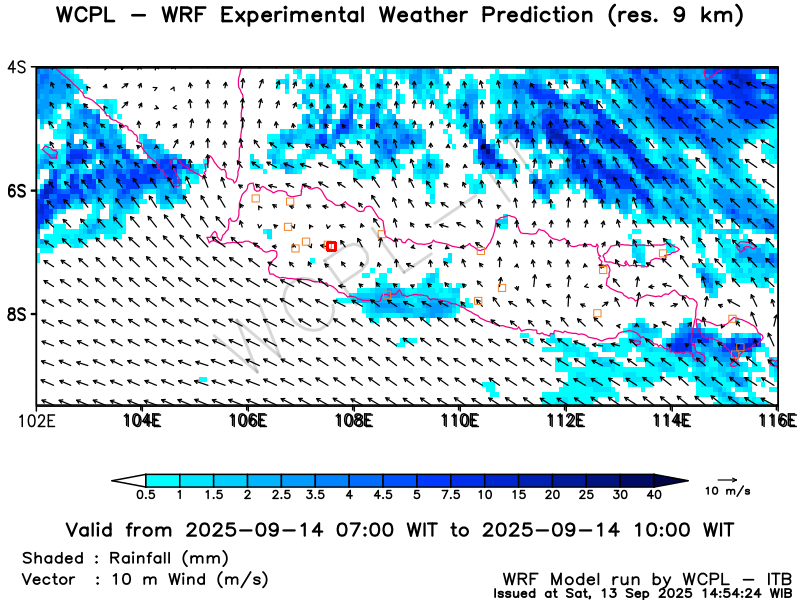 WCPL – WRF Experimental Weather Prediction (res. 9 km)
4S
6S
8S
WCPL-ITB
102E 104E 106E 108E 110E 112E 114E 116E
0.5 1 1.5 2 2.5 3.5 4 4.5 5 7.5 10 15 20 25 30 40
10 m/s
Valid from 2025-09-14 07:00 WIT to 2025-09-14 10:00 WIT
Shaded : Rainfall (mm)
Vector : 10 m Wind (m/s)
WRF Model run by WCPL – ITB
Issued at Sat, 13 Sep 2025 14:54:24 WIB